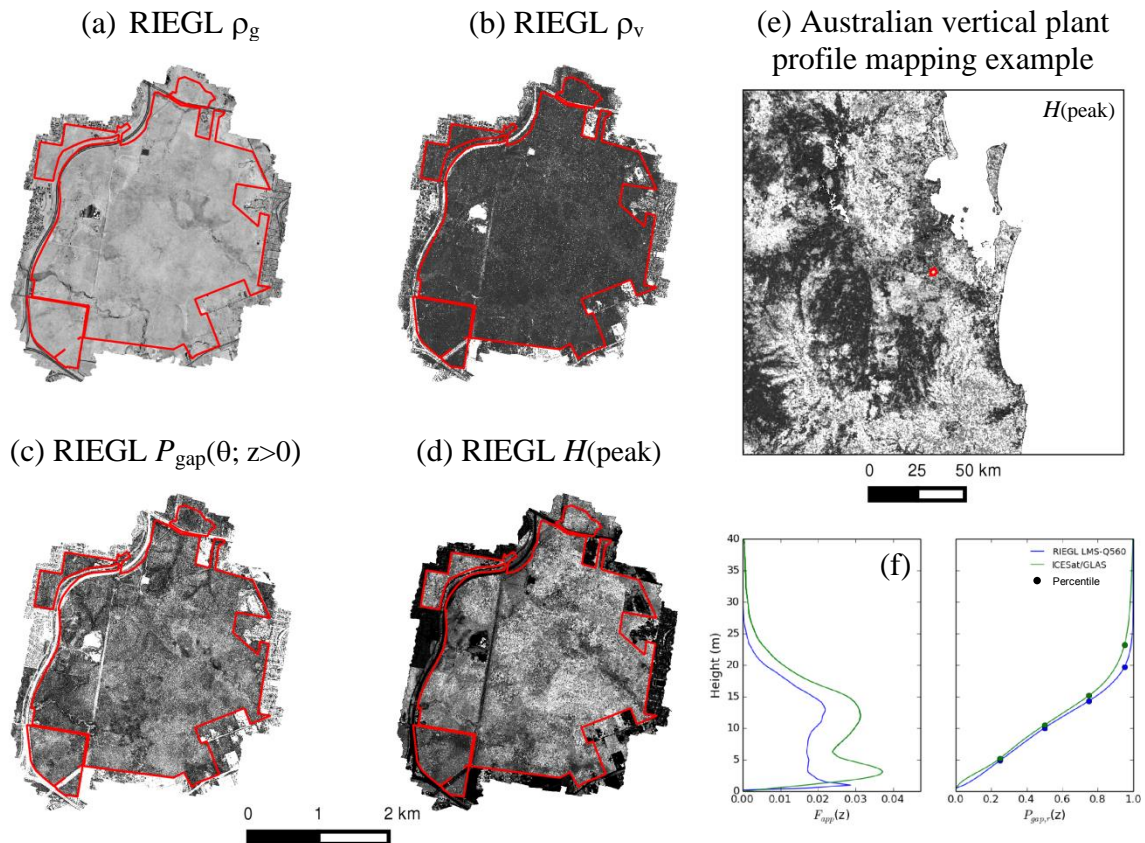 (a) RIEGL ρg
(b) RIEGL ρv
(e) Australian vertical plant
profile mapping example
H(peak)
0 25 50 km
(c) RIEGL Pgap(θ; z>0)
(d) RIEGL H(peak)
0 1 2 km
(f)
RIEGL LMS-Q560
ICESat/GLAS
Percentile
Height (m)
40
35
30
25
20
15
10
5
0
0.00 0.01 0.02 0.03 0.04
Fapp(z)
0.0 0.2 0.4 0.6 0.8 1.0
Pgap,r(z)